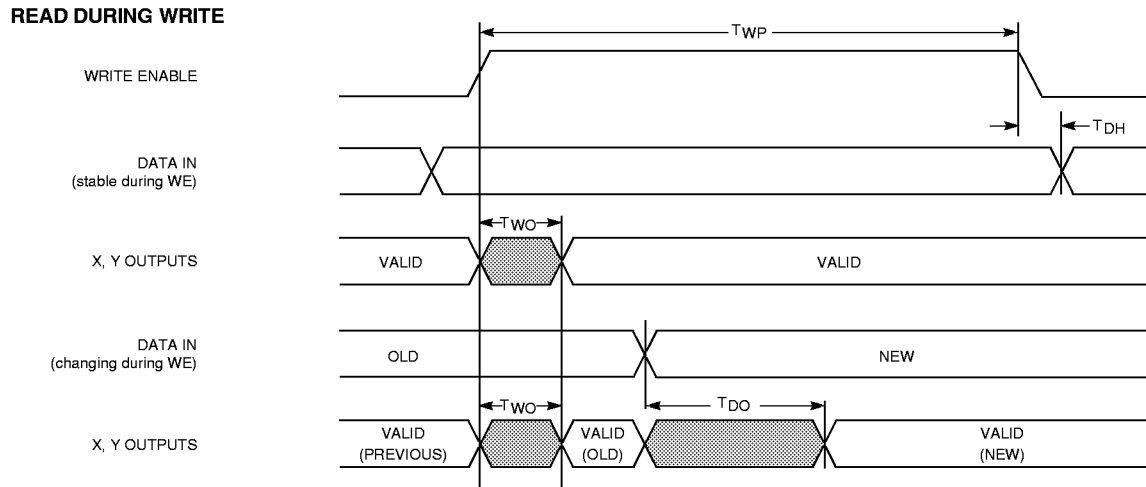 READ DURING WRITE
TWP
WRITE ENABLE
TDH
DATA IN
(stable during WE)
TWO
X, Y OUTPUTS
VALID
VALID
DATA IN
(changing during WE)
OLD
NEW
TWO
TDO
X, Y OUTPUTS
VALID
(PREVIOUS)
VALID
(OLD)
VALID
(NEW)